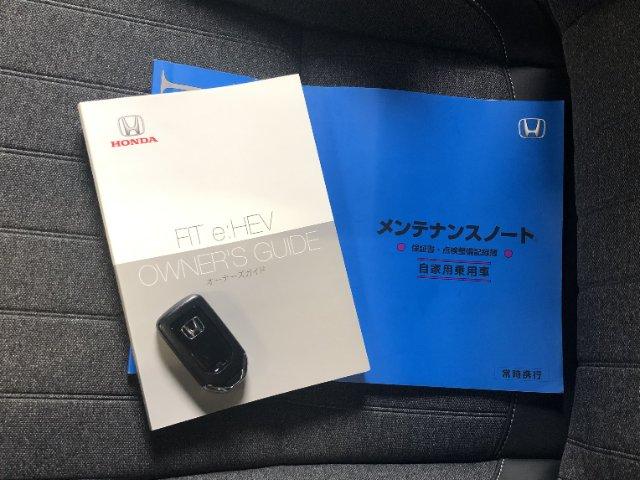 HONDA
FIT e:HEV
OWNER'S GUIDE
オーナーズガイド
メンテナンスノート
保証書・点検整備記録簿
自家用乗用車
常時携行